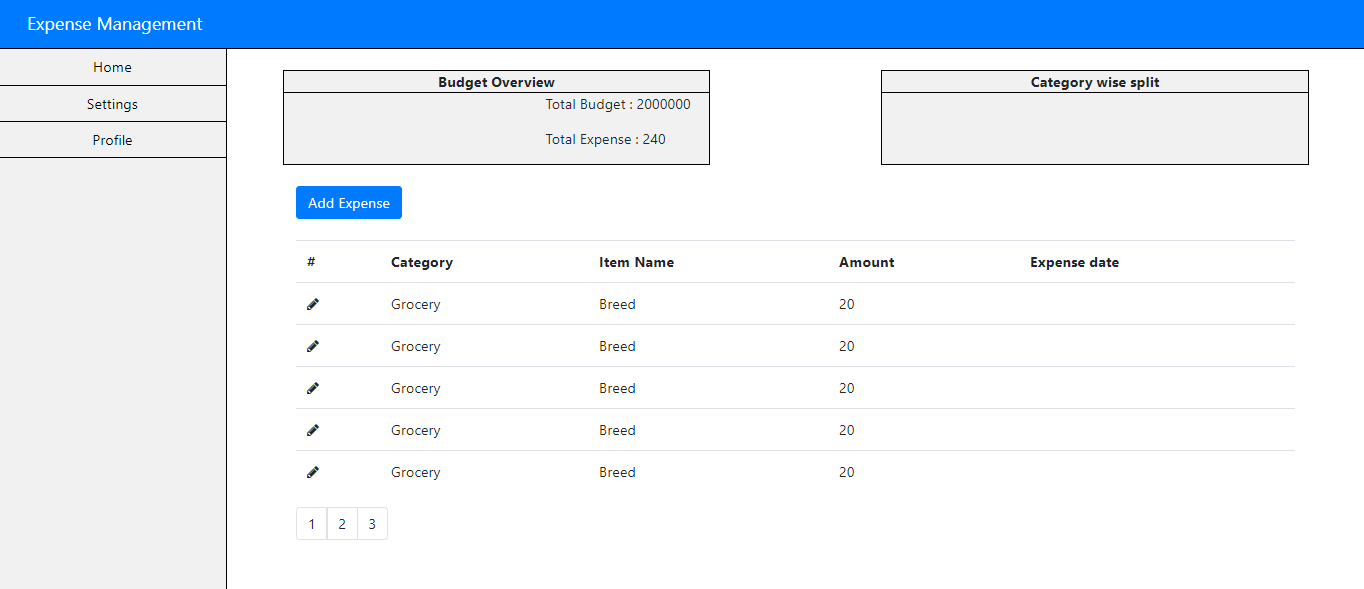 Expense Management
Home
Settings
Profile
Budget Overview
Total Budget : 2000000
Total Expense : 240
Category wise split
Add Expense
# Category Item Name Amount Expense date
Grocery Breed 20
Grocery Breed 20
Grocery Breed 20
Grocery Breed 20
Grocery Breed 20
1 2 3